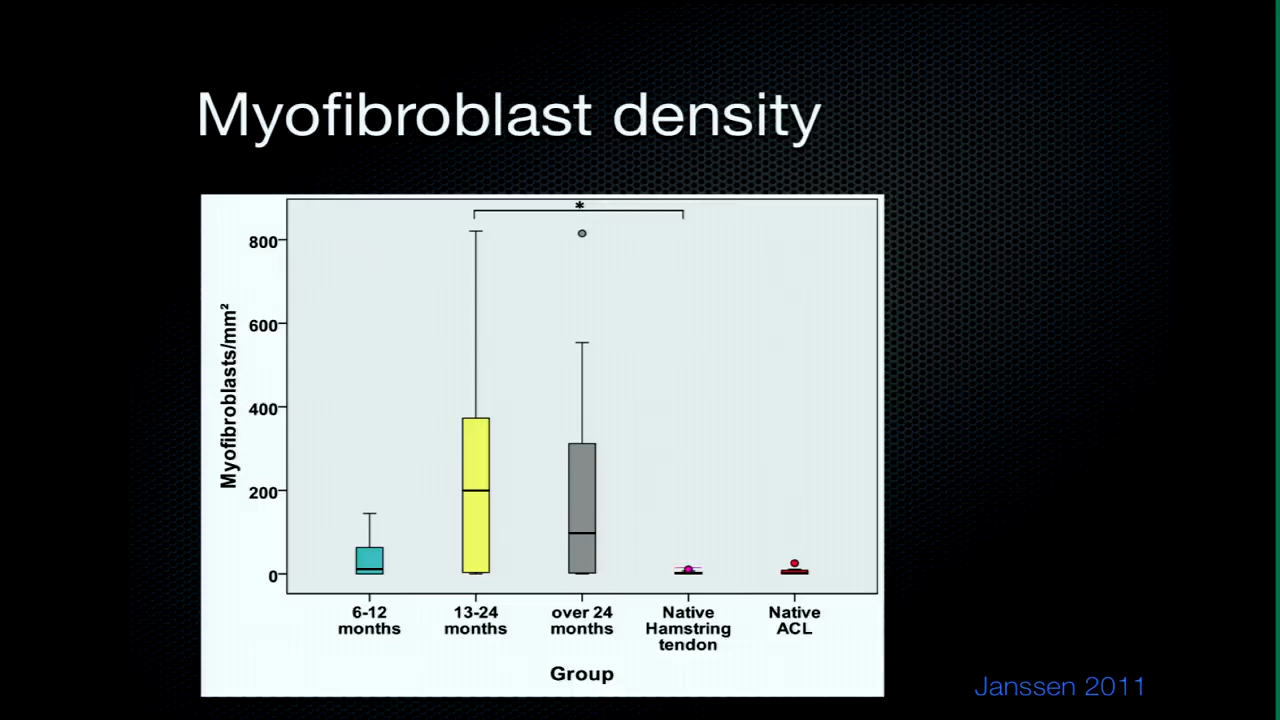 Myofibroblast density
*
800
600
400
200
0
Myofibroblasts/mm²
6-12
months
13-24
months
over 24
months
Native
Hamstring
tendon
Native
ACL
Group
Janssen 2011